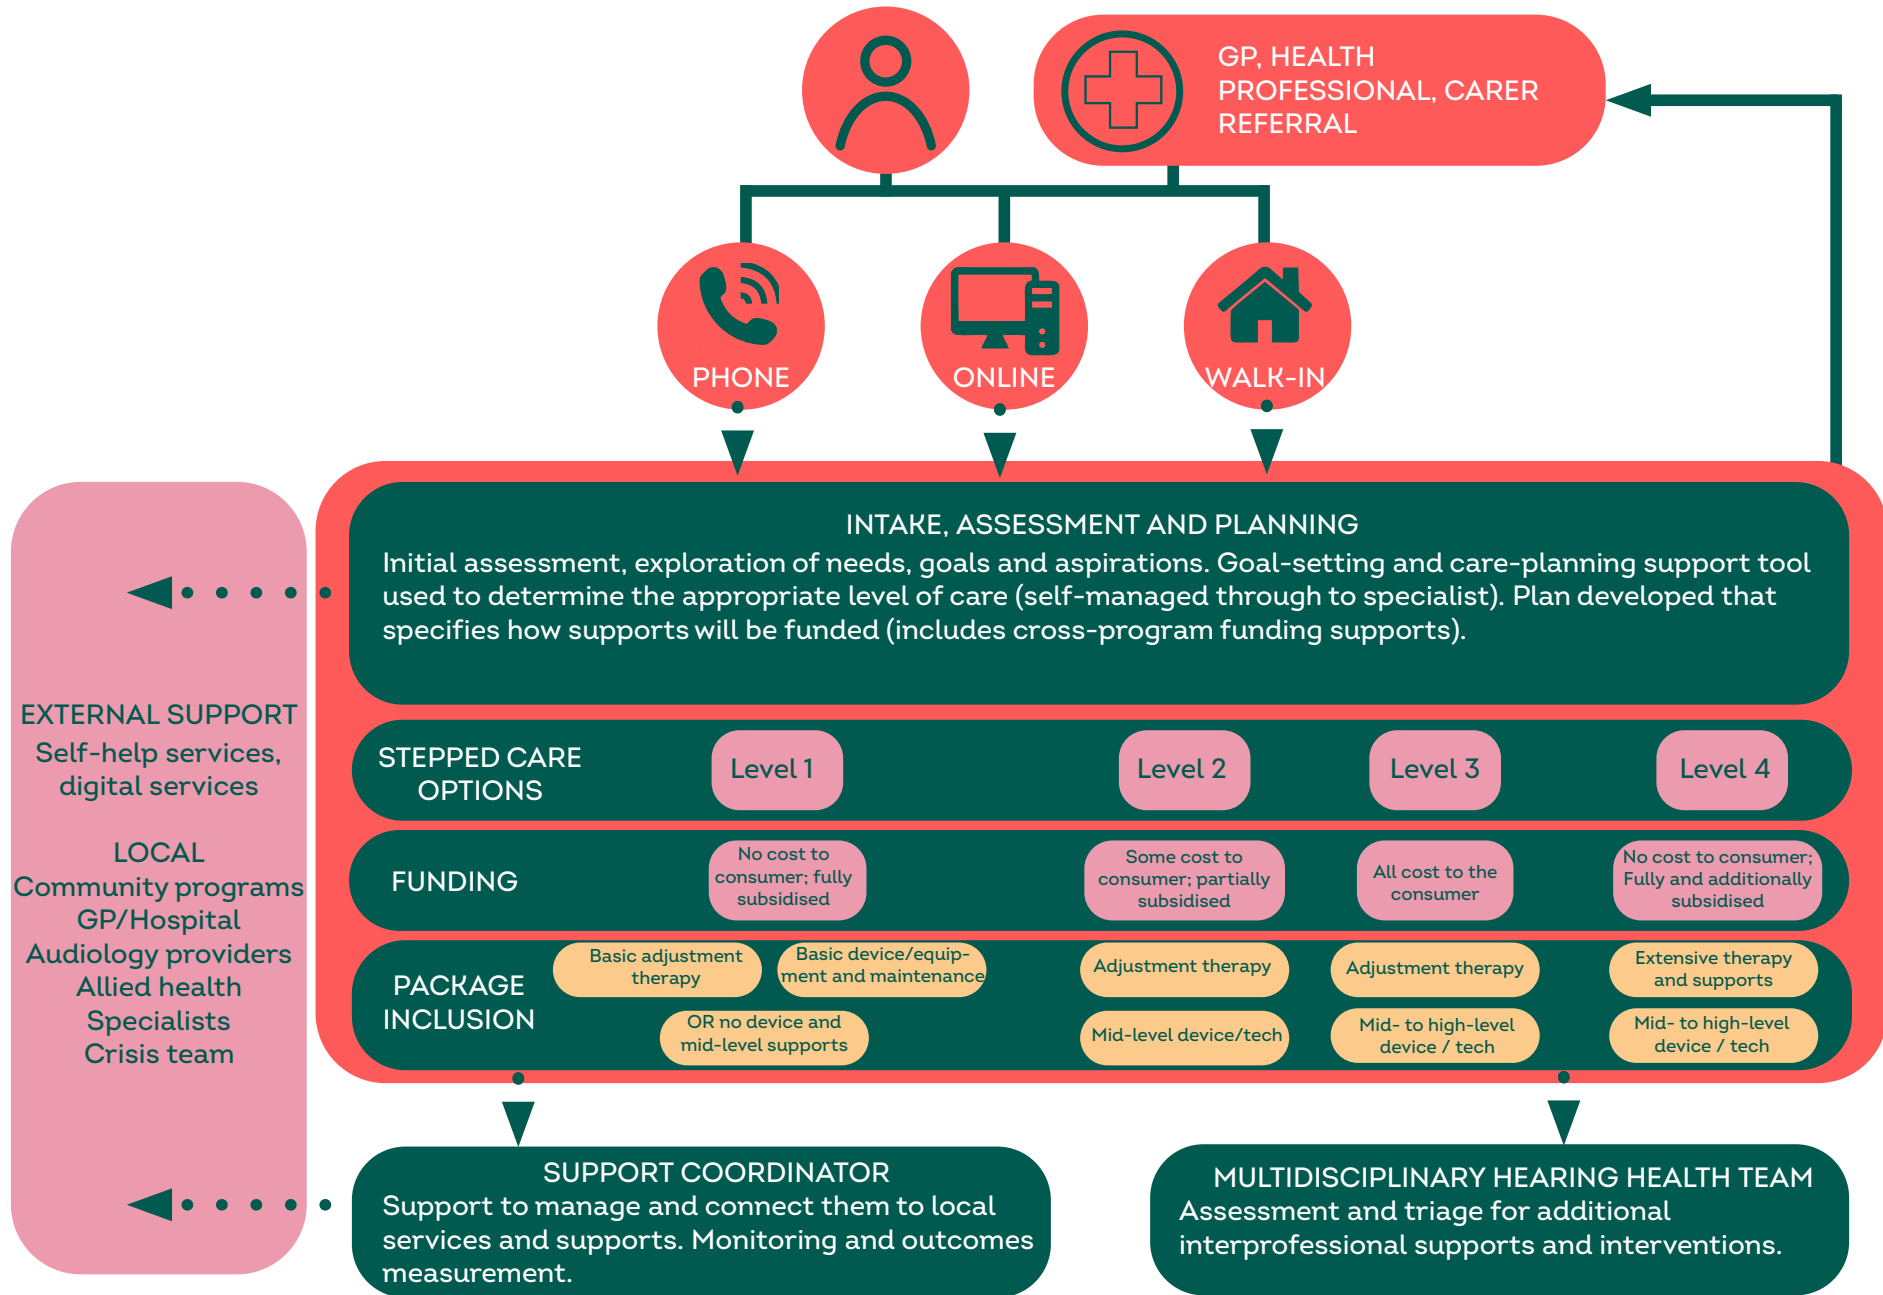 GP, HEALTH
PROFESSIONAL, CARER
REFERRAL
PHONE
ONLINE
WALK-IN
INTAKE, ASSESSMENT AND PLANNING
Initial assessment, exploration of needs, goals and aspirations. Goal-setting and care-planning support tool
used to determine the appropriate level of care (self-managed through to specialist). Plan developed that
specifies how supports will be funded (includes cross-program funding supports).
EXTERNAL SUPPORT
Self-help services,
digital services
LOCAL
Community programs
GP/Hospital
Audiology providers
Allied health
Specialists
Crisis team
STEPPED CARE
OPTIONS
Level 1
Level 2
Level 3
Level 4
FUNDING
No cost to
consumer; fully
subsidised
Some cost to
consumer; partially
subsidised
All cost to the
consumer
No cost to consumer;
Fully and additionally
subsidised
PACKAGE
INCLUSION
Basic adjustment
therapy
Basic device/equip-
ment and maintenance
OR no device and
mid-level supports
Adjustment therapy
Mid-level device/tech
Adjustment therapy
Mid- to high-level
device / tech
Extensive therapy
and supports
Mid- to high-level
device / tech
SUPPORT COORDINATOR
Support to manage and connect them to local
services and supports. Monitoring and outcomes
measurement.
MULTIDISCIPLINARY HEARING HEALTH TEAM
Assessment and triage for additional
interprofessional supports and interventions.